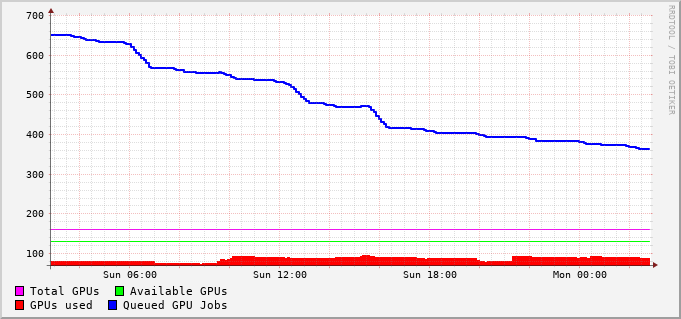 700
600
500
400
300
200
100
Sun 06:00 Sun 12:00 Sun 18:00 Mon 00:00
Total GPUs Available GPUs
GPUs used Queued GPU Jobs
RRDTOOL / TOBI OETIKER